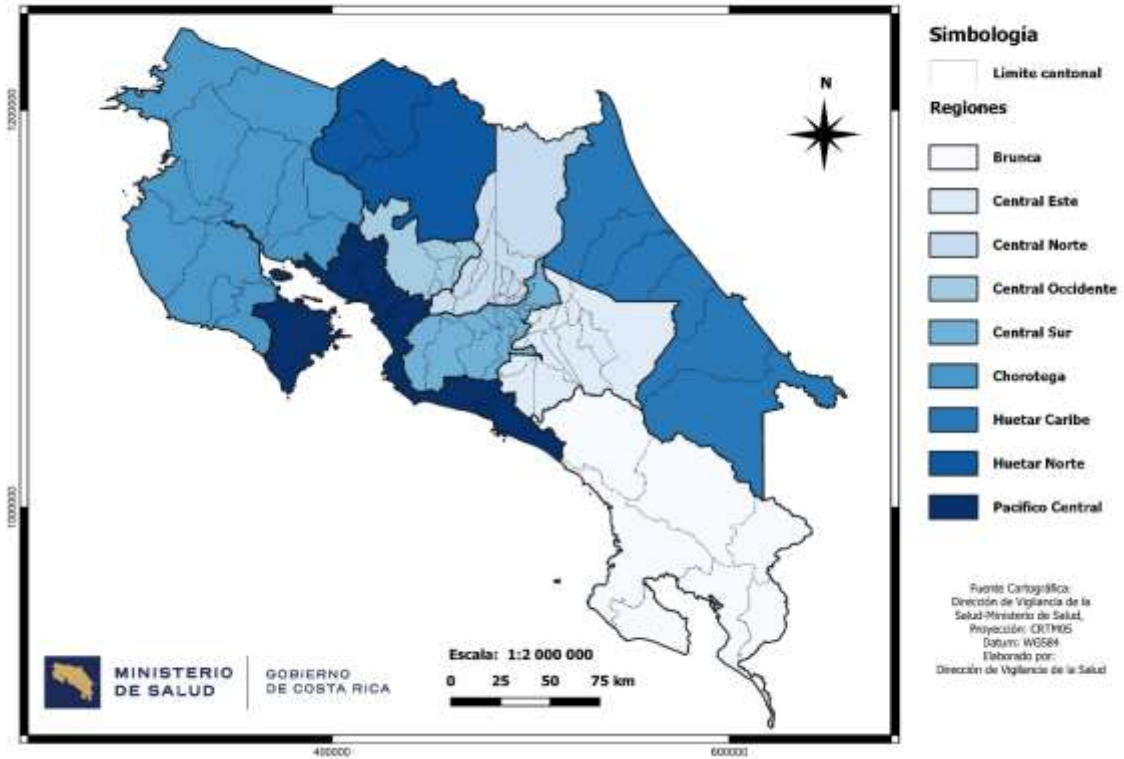 Simbología
Límite cantonal
Regiones
Brunca
Central Este
Central Norte
Central Occidente
Central Sur
Chorotega
Huetar Caribe
Huetar Norte
Pacífico Central
N
1200000
1000000
400000
600000
Escala: 1:2 000 000
0 25 50 75 km
MINISTERIO
DE SALUD
GOBIERNO
DE COSTA RICA
Fuente Cartográfica:
Dirección de Vigilancia de la
Salud-Ministerio de Salud,
Proyección: CRTM05
Datum: WGS84
Elaborado por:
Dirección de Vigilancia de la Salud